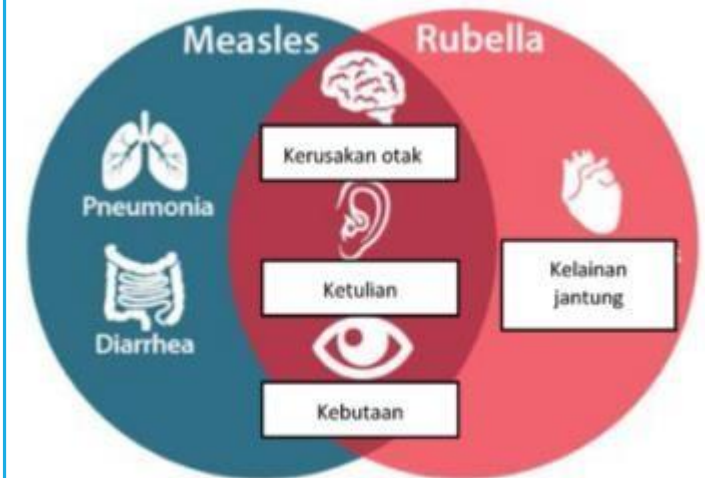 Measles
Rubella
Kerusakan otak
Pneumonia
Ketulian
Kelainan
jantung
Diarrhea
Kebutaan